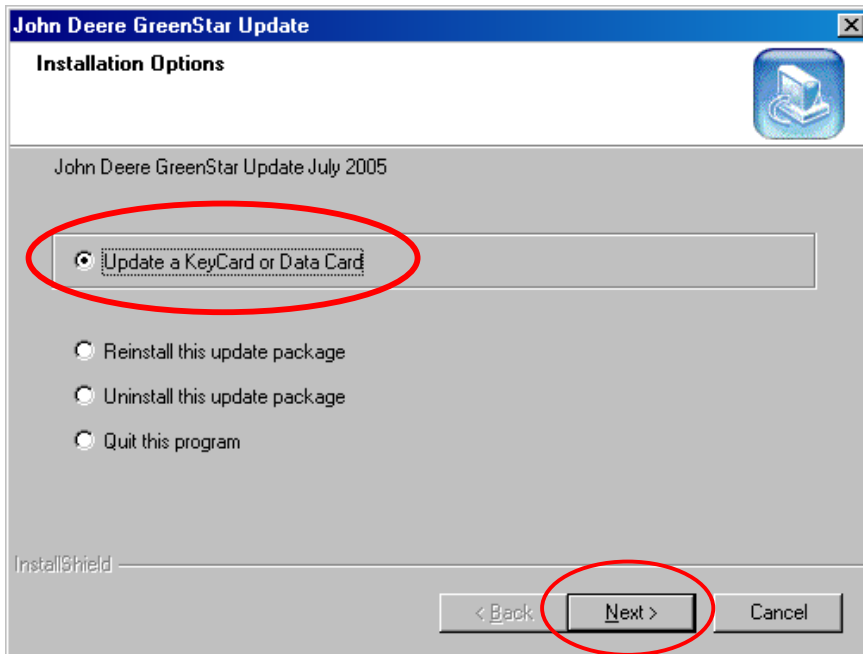 John Deere GreenStar Update
Installation Options
John Deere GreenStar Update July 2005
Update a KeyCard or Data Card
Reinstall this update package
Uninstall this update package
Quit this program
InstallShield
< Back Next > Cancel